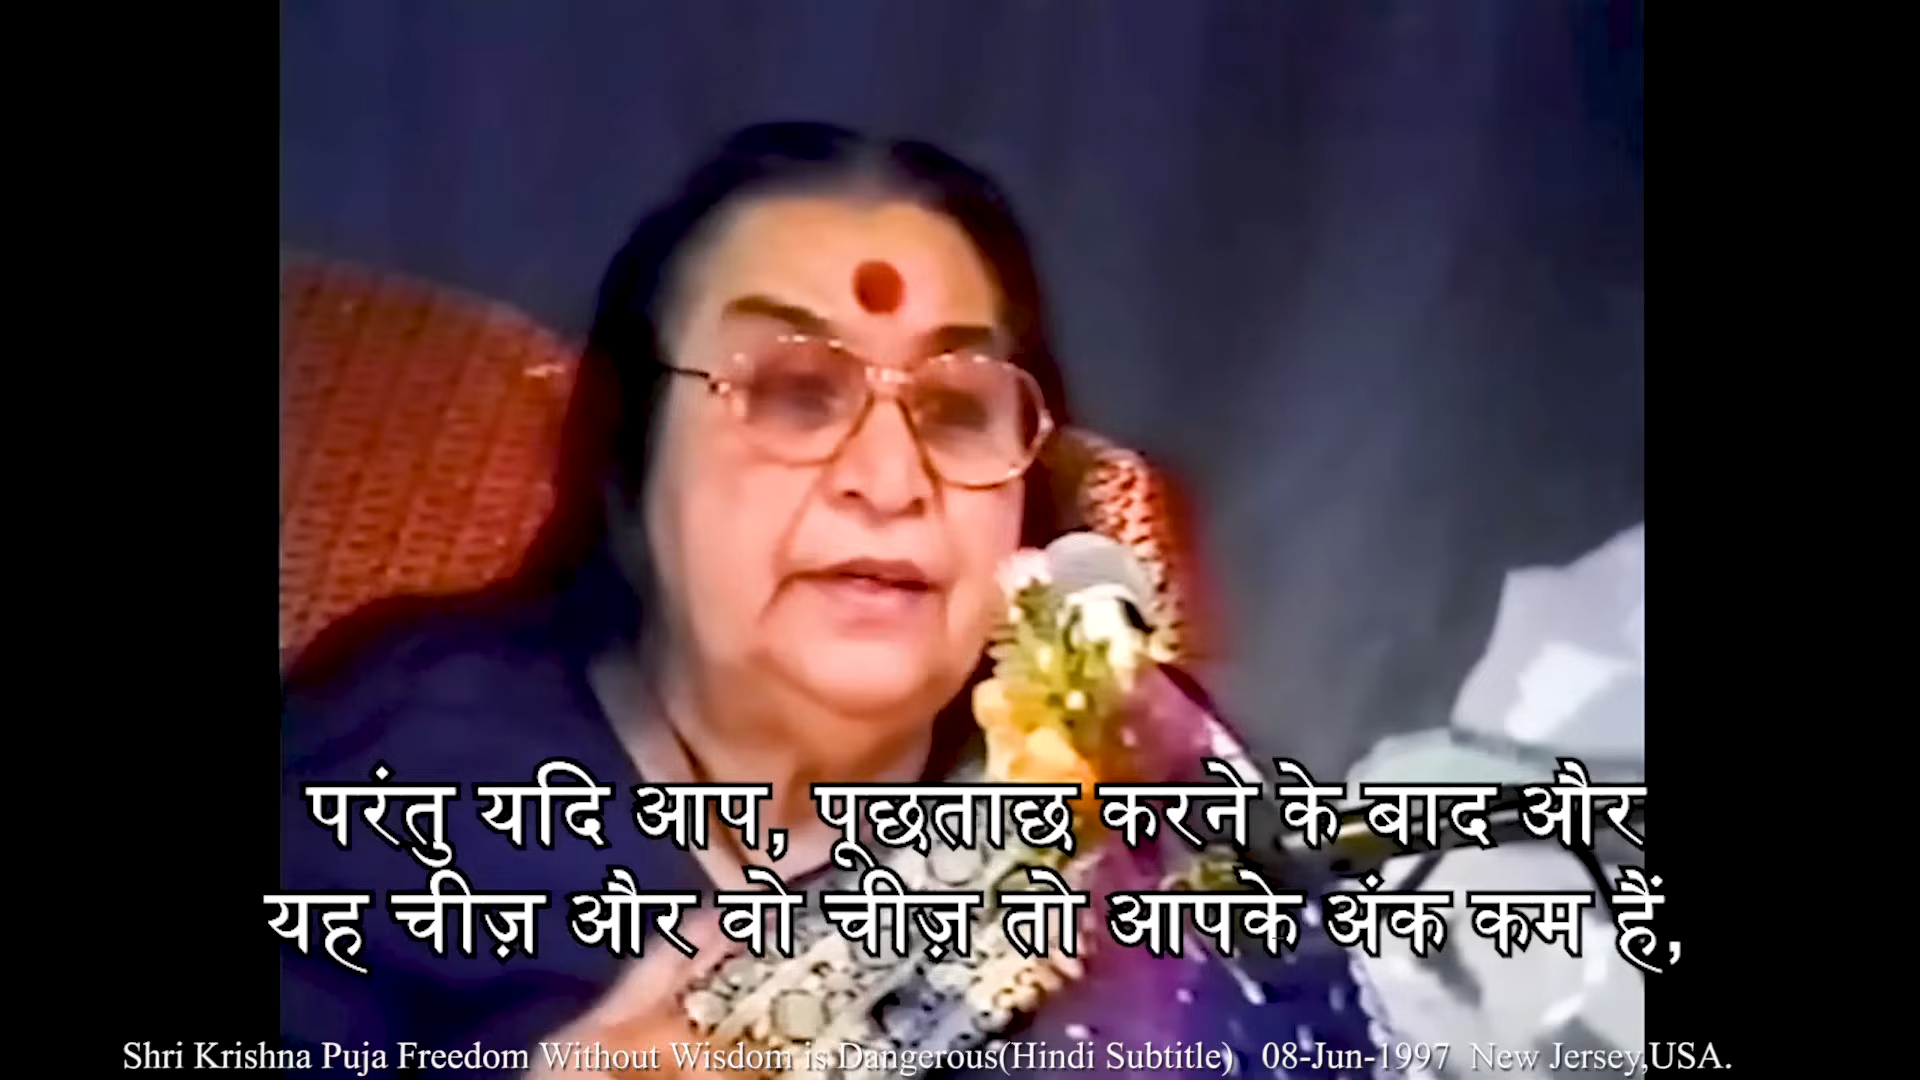 परंतु यदि आप, पूछताछ करने के बाद और
यह चीज़ और वो चीज़ तो आपके अंक कम हैं,
Shri Krishna Puja Freedom Without Wisdom is Dangerous(Hindi Subtitle) 08-Jun-1997 New Jersey,USA.